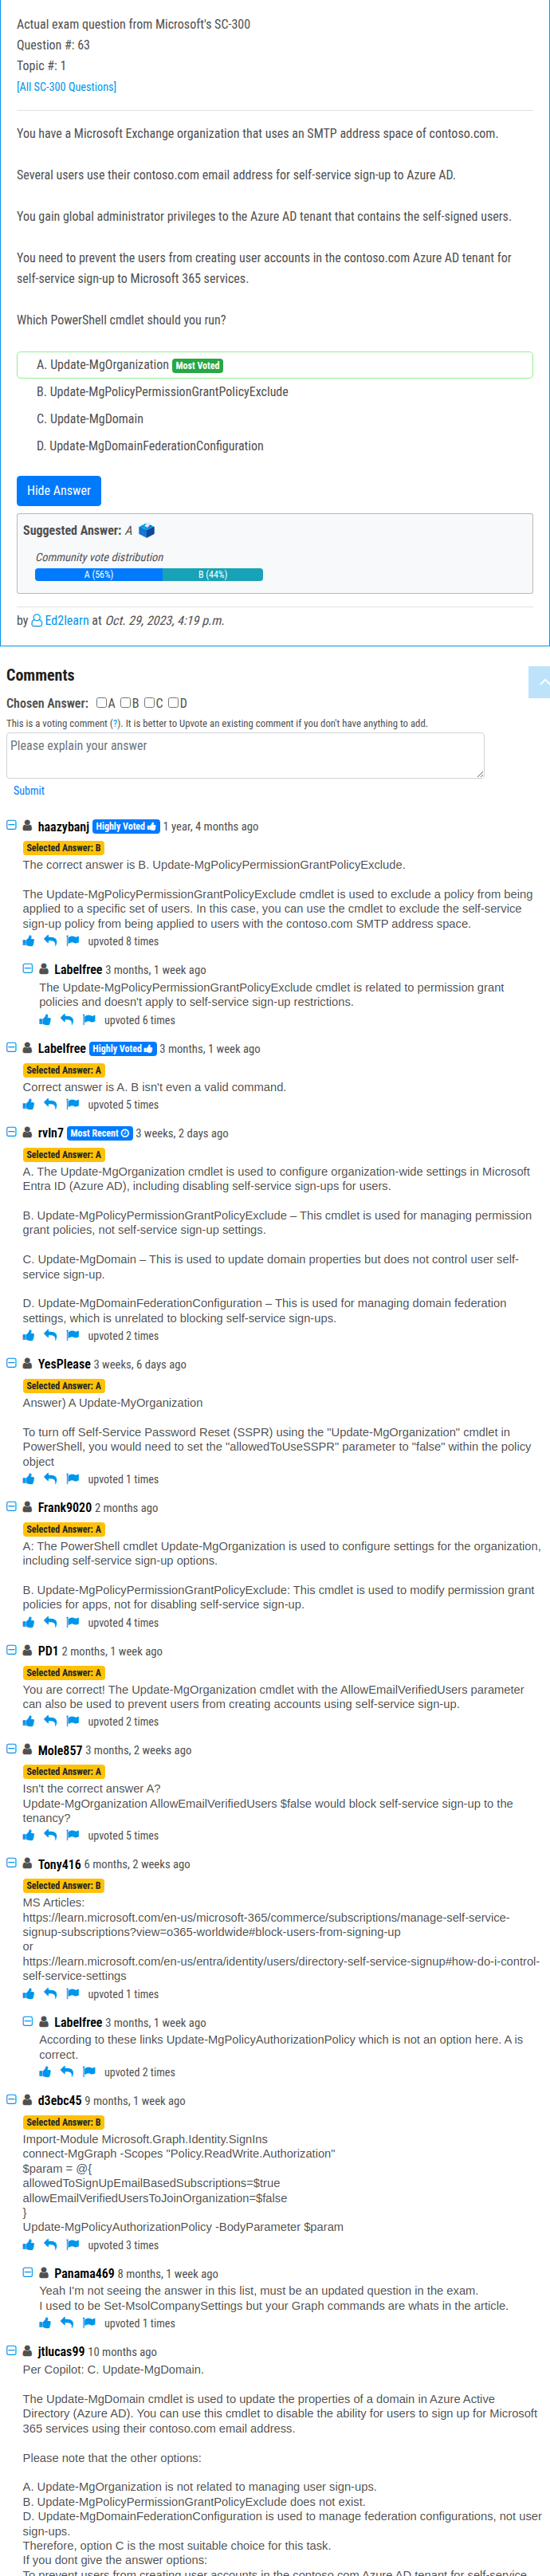 Actual exam question from Microsoft's SC-300
Question #: 63
Topic #: 1
[All SC-300 Questions]
You have a Microsoft Exchange organization that uses an SMTP address space of contoso.com.
Several users use their contoso.com email address for self-service sign-up to Azure AD.
You gain global administrator privileges to the Azure AD tenant that contains the self-signed users.
You need to prevent the users from creating user accounts in the contoso.com Azure AD tenant for
self-service sign-up to Microsoft 365 services.
Which PowerShell cmdlet should you run?
A. Update-MgOrganization Most Voted
B. Update-MgPolicyPermissionGrantPolicyExclude
C. Update-MgDomain
D. Update-MgDomainFederationConfiguration
Hide Answer
Suggested Answer: A
Community vote distribution
A (56%) B (44%)
by Ed2learn at Oct. 29, 2023, 4:19 p.m.
Comments
Chosen Answer: A B C D
This is a voting comment (?). It is better to Upvote an existing comment if you don't have anything to add.
Please explain your answer
Submit
haazybanj Highly Voted 1 year, 4 months ago
Selected Answer: B
The correct answer is B. Update-MgPolicyPermissionGrantPolicyExclude.
The Update-MgPolicyPermissionGrantPolicyExclude cmdlet is used to exclude a policy from being
applied to a specific set of users. In this case, you can use the cmdlet to exclude the self-service
sign-up policy from being applied to users with the contoso.com SMTP address space.
upvoted 8 times
Labelfree 3 months, 1 week ago
The Update-MgPolicyPermissionGrantPolicyExclude cmdlet is related to permission grant
policies and doesn't apply to self-service sign-up restrictions.
upvoted 6 times
Labelfree Highly Voted 3 months, 1 week ago
Selected Answer: A
Correct answer is A. B isn't even a valid command.
upvoted 5 times
rvln7 Most Recent 3 weeks, 2 days ago
Selected Answer: A
A. The Update-MgOrganization cmdlet is used to configure organization-wide settings in Microsoft
Entra ID (Azure AD), including disabling self-service sign-ups for users.
B. Update-MgPolicyPermissionGrantPolicyExclude – This cmdlet is used for managing permission
grant policies, not self-service sign-up settings.
C. Update-MgDomain – This is used to update domain properties but does not control user self-
service sign-up.
D. Update-MgDomainFederationConfiguration – This is used for managing domain federation
settings, which is unrelated to blocking self-service sign-ups.
upvoted 2 times
YesPlease 3 weeks, 6 days ago
Selected Answer: A
Answer) A Update-MyOrganization
To turn off Self-Service Password Reset (SSPR) using the "Update-MgOrganization" cmdlet in
PowerShell, you would need to set the "allowedToUseSSPR" parameter to "false" within the policy
object
upvoted 1 times
Frank9020 2 months ago
Selected Answer: A
A: The PowerShell cmdlet Update-MgOrganization is used to configure settings for the organization,
including self-service sign-up options.
B. Update-MgPolicyPermissionGrantPolicyExclude: This cmdlet is used to modify permission grant
policies for apps, not for disabling self-service sign-up.
upvoted 4 times
PD1 2 months, 1 week ago
Selected Answer: A
You are correct! The Update-MgOrganization cmdlet with the AllowEmailVerifiedUsers parameter
can also be used to prevent users from creating accounts using self-service sign-up.
upvoted 2 times
Mole857 3 months, 2 weeks ago
Selected Answer: A
Isn't the correct answer A?
Update-MgOrganization AllowEmailVerifiedUsers $false would block self-service sign-up to the
tenancy?
upvoted 5 times
Tony416 6 months, 2 weeks ago
Selected Answer: B
MS Articles:
https://learn.microsoft.com/en-us/microsoft-365/commerce/subscriptions/manage-self-service-
signup-subscriptions?view=o365-worldwide#block-users-from-signing-up
or
https://learn.microsoft.com/en-us/entra/identity/users/directory-self-service-signup#how-do-i-control-
self-service-settings
upvoted 1 times
Labelfree 3 months, 1 week ago
According to these links Update-MgPolicyAuthorizationPolicy which is not an option here. A is
correct.
upvoted 2 times
d3ebc45 9 months, 1 week ago
Selected Answer: B
Import-Module Microsoft.Graph.Identity.SignIns
connect-MgGraph -Scopes "Policy.ReadWrite.Authorization"
$param = @{
allowedToSignUpEmailBasedSubscriptions=$true
allowEmailVerifiedUsersToJoinOrganization=$false
}
Update-MgPolicyAuthorizationPolicy -BodyParameter $param
upvoted 3 times
Panama469 8 months, 1 week ago
Yeah I'm not seeing the answer in this list, must be an updated question in the exam.
I used to be Set-MsolCompanySettings but your Graph commands are whats in the article.
upvoted 1 times
jtlucas99 10 months ago
Per Copilot: C. Update-MgDomain.
The Update-MgDomain cmdlet is used to update the properties of a domain in Azure Active
Directory (Azure AD). You can use this cmdlet to disable the ability for users to sign up for Microsoft
365 services using their contoso.com email address.
Please note that the other options:
A. Update-MgOrganization is not related to managing user sign-ups.
B. Update-MgPolicyPermissionGrantPolicyExclude does not exist.
D. Update-MgDomainFederationConfiguration is used to manage federation configurations, not user
sign-ups.
Therefore, option C is the most suitable choice for this task.
If you dont give the answer options:
To prevent users from creating user accounts in the contoso.com Azure AD tenant for self-service